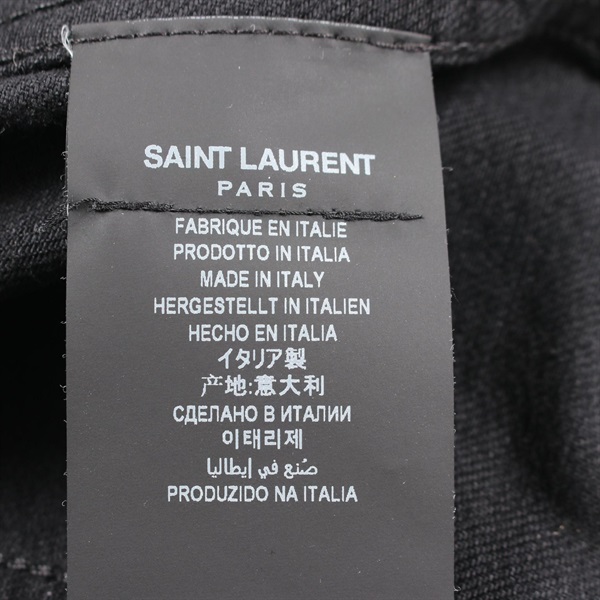 SAINT LAURENT
PARIS
FABRIQUE EN ITALIE
PRODOTTO IN ITALIA
MADE IN ITALY
HERGESTELLT IN ITALIEN
HECHO EN ITALIA
イタリア製
产地:意大利
СДЕЛАНО В ИТАЛИИ
이태리제
صُنع في إيطاليا
PRODUZIDO NA ITALIA